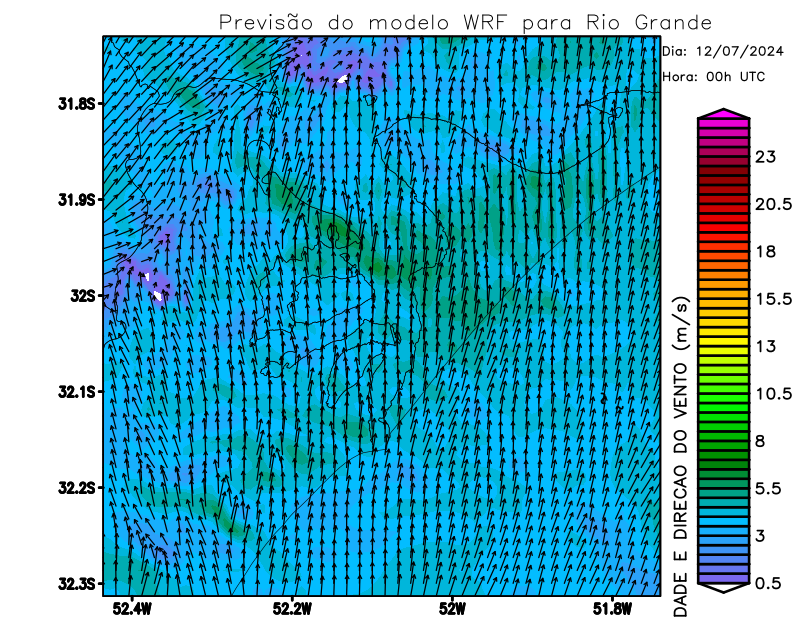 Previsão do modelo WRF para Rio Grande
Dia: 12/07/2024
Hora: 00h UTC
31.8S
31.9S
32S
32.1S
32.2S
32.3S
52.4W
52.2W
52W
51.8W
23
20.5
18
15.5
13
10.5
8
5.5
3
0.5
DADE E DIRECAO DO VENTO (m/s)